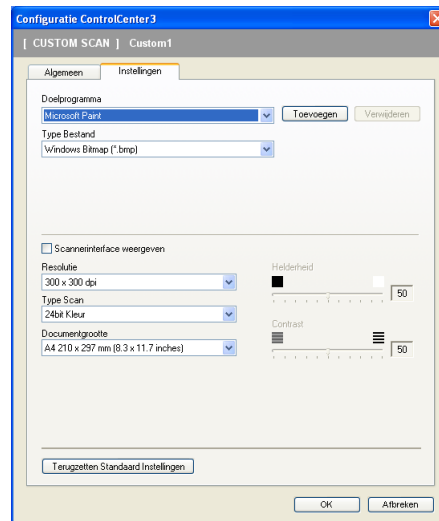 Configuratie ControlCenter3
[ CUSTOM SCAN ] Custom1
Algemeen Instellingen
Doelprogramma
Microsoft Paint Toevoegen Verwijderen
Type Bestand
Windows Bitmap (*.bmp)
Scannerinterface weergeven
Resolutie Helderheid
300 x 300 dpi 50
Type Scan
24bit Kleur
Contrast
Documentgrootte
A4 210 x 297 mm (8.3 x 11.7 inches) 50
Terugzetten Standaard Instellingen
OK Afbreken